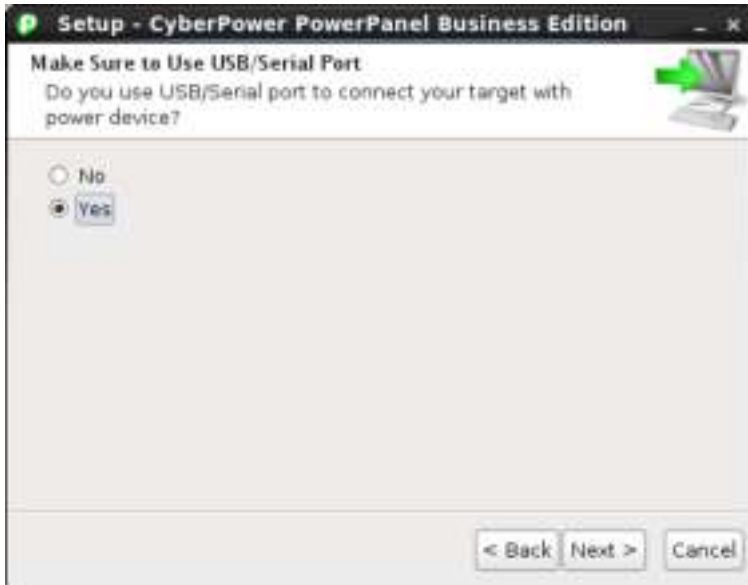 Setup - CyberPower PowerPanel Business Edition
Make Sure to Use USB/Serial Port
Do you use USB/Serial port to connect your target with
power device?
No
Yes
< Back Next > Cancel